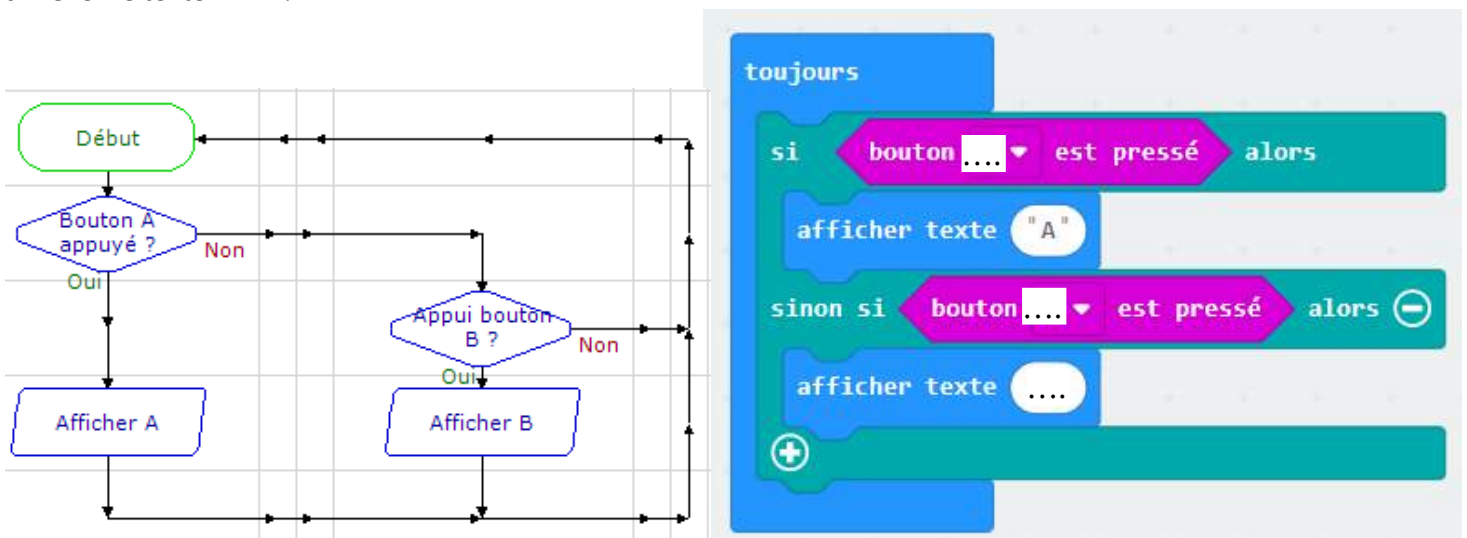 Début
Bouton A
appuyé ?
Non
Oui
Appui bouton
B ?
Non
Oui
Afficher A
Afficher B
toujours
si bouton .... est pressé alors
afficher texte "A"
sinon si bouton .... est pressé alors
afficher texte ....